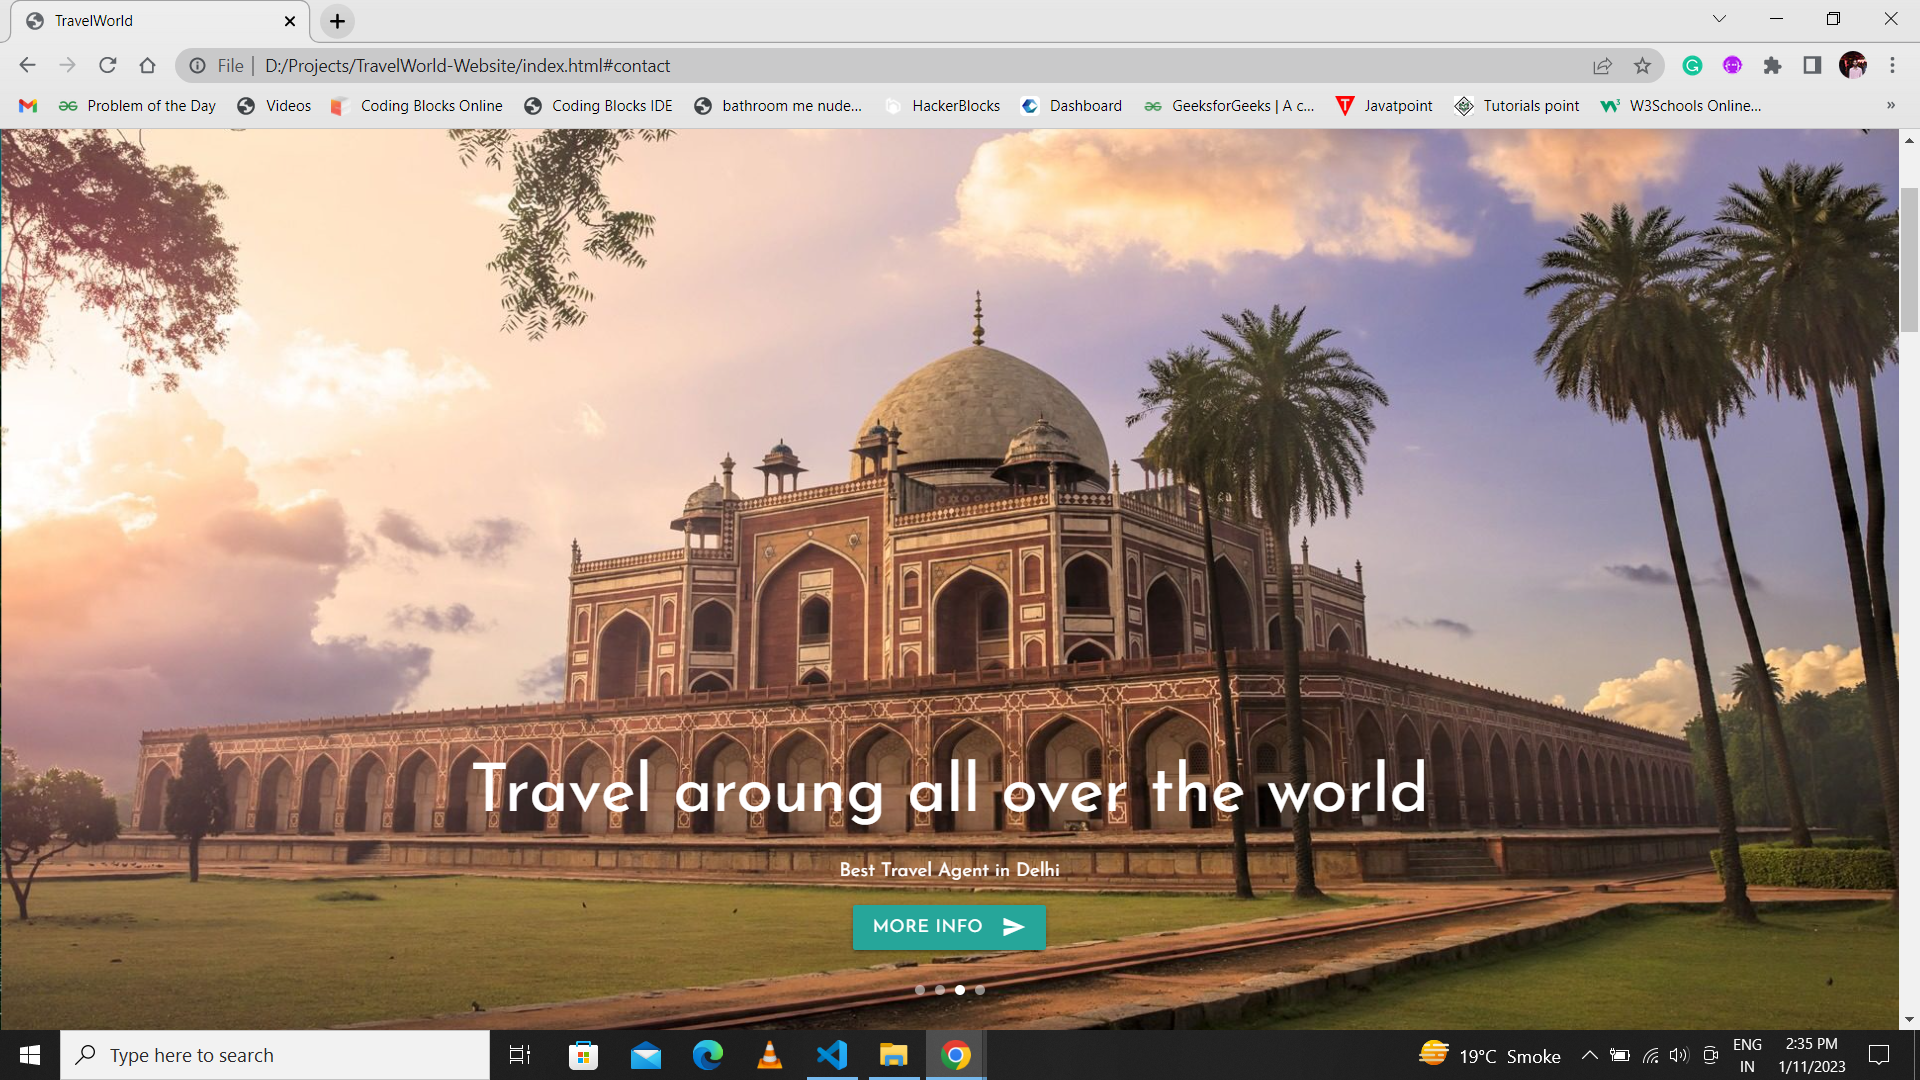 TravelWorld
File | D:/Projects/TravelWorld-Website/index.html#contact
Problem of the Day Videos Coding Blocks Online Coding Blocks IDE bathroom me nude... HackerBlocks Dashboard GeeksforGeeks | A c... Javatpoint Tutorials point W3Schools Online... »
Travel aroung all over the world
Best Travel Agent in Delhi
MORE INFO
Type here to search
19°C Smoke
ENG
IN
2:35 PM
1/11/2023